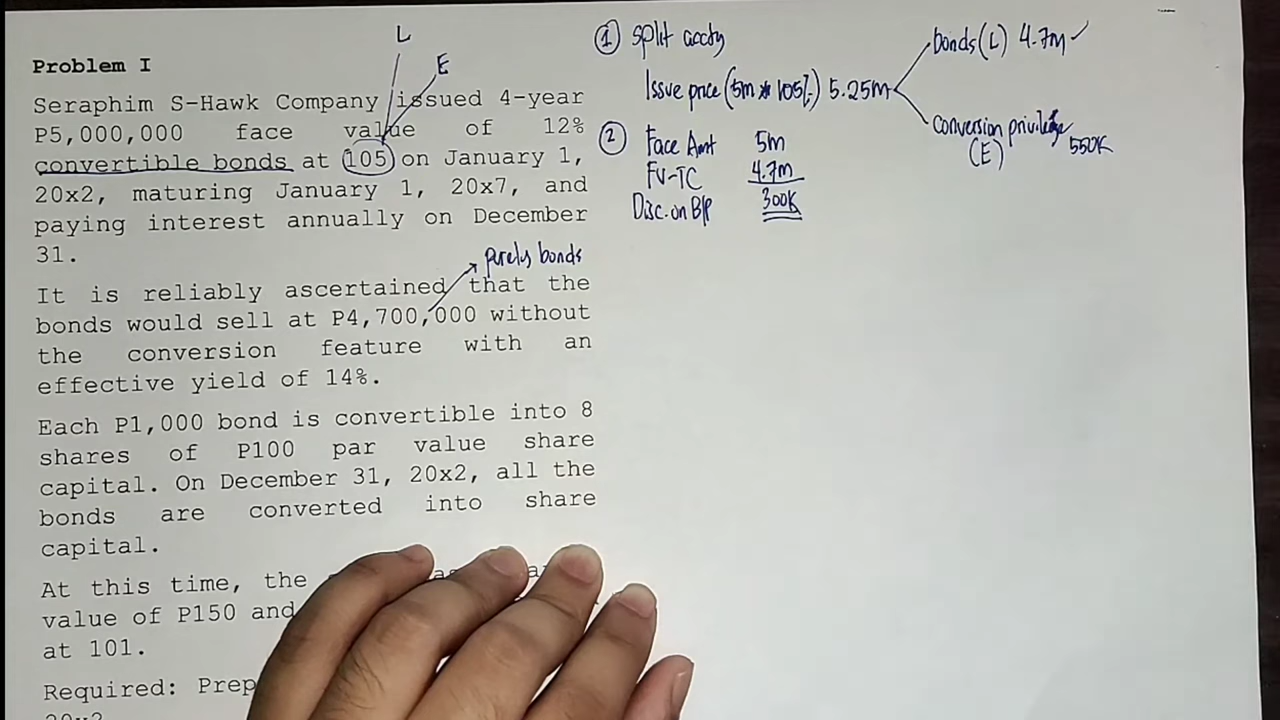 Problem I
Seraphim S-Hawk Company issued 4-year
P5,000,000 face value of 12%
convertible bonds at 105 on January 1,
20x2, maturing January 1, 20x7, and
paying interest annually on December
31.
It is reliably ascertained that the
bonds would sell at P4,700,000 without
the conversion feature with an
effective yield of 14%.
Each P1,000 bond is convertible into 8
shares of P100 par value share
capital. On December 31, 20x2, all the
bonds are converted into share
capital.
At this time, the
value of P150 and
at 101.
Required: Prep
20x2
L
E
purely bonds
① Split acctg
Issue price (5m * 105%) 5.25m
bonds (L) 4.7m ✓
conversion privilege
(E) 550K
② Face Amt 5m
FV-TC 4.7m
Disc. on B/P 300K